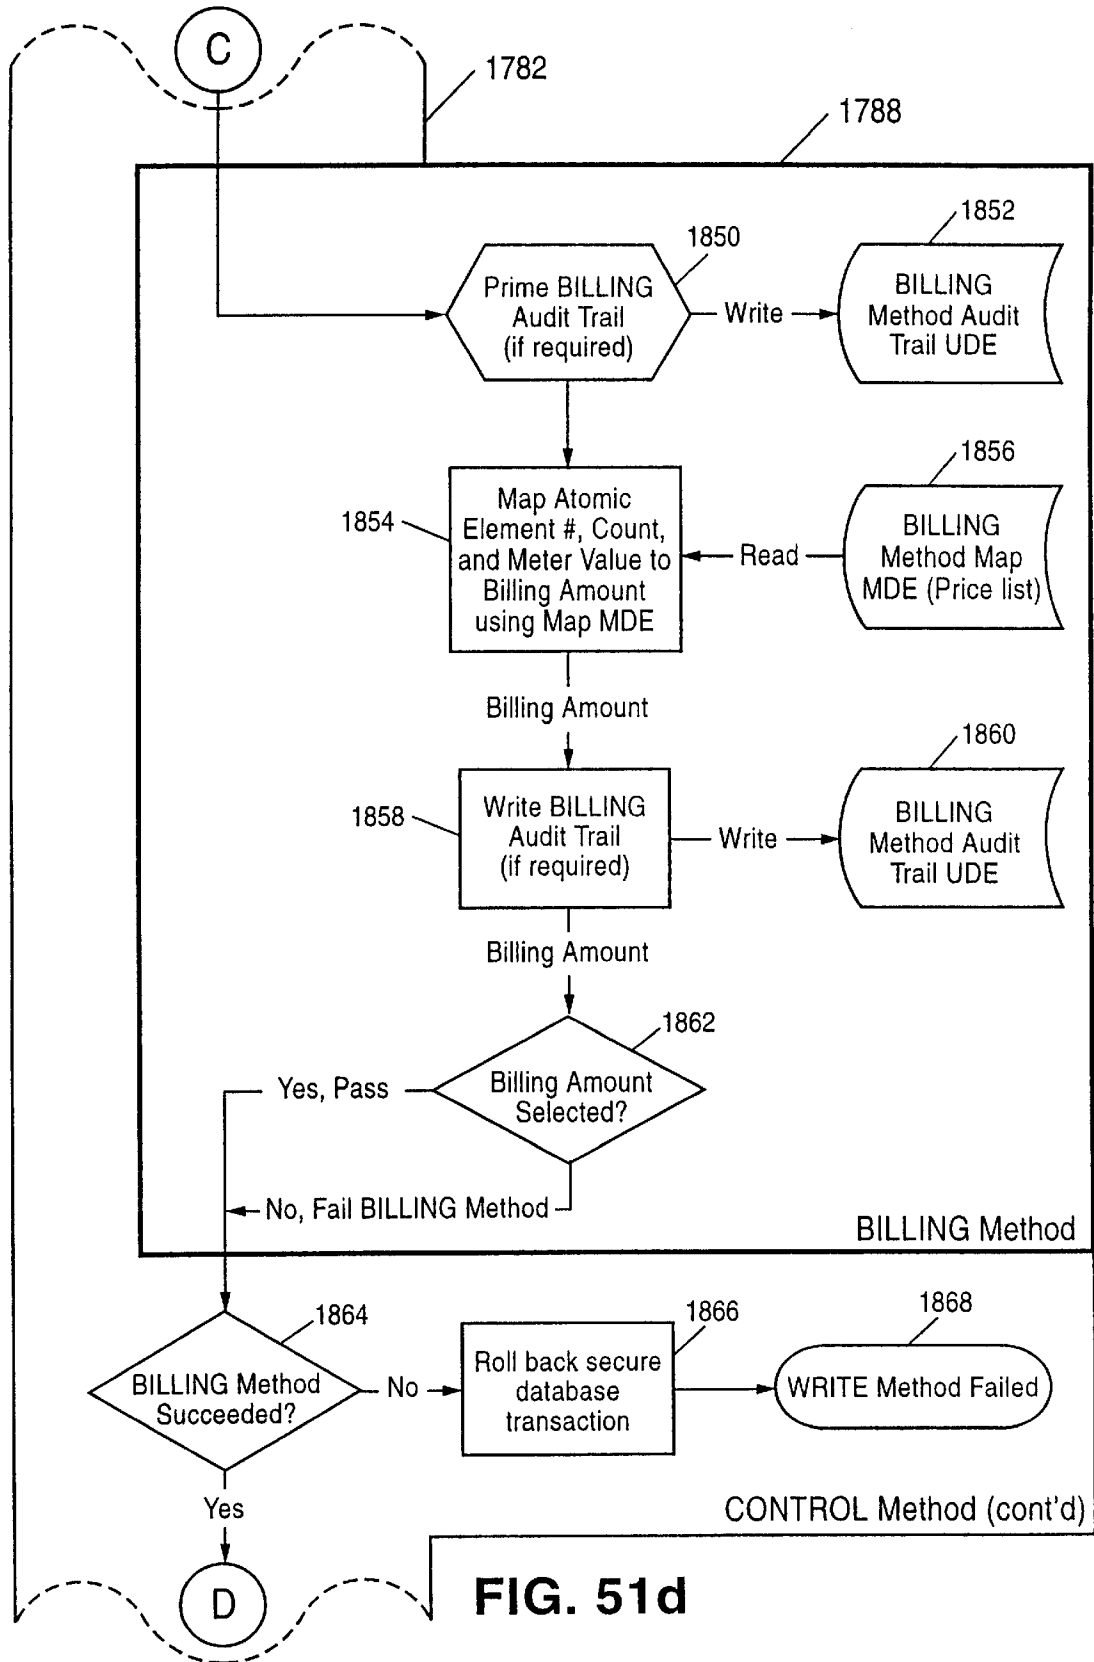 C
1782
1788
1850
1852
Prime BILLING
Audit Trail
(if required)
Write
BILLING
Method Audit
Trail UDE
1854
Map Atomic
Element #, Count,
and Meter Value to
Billing Amount
using Map MDE
Read
1856
BILLING
Method Map
MDE (Price list)
Billing Amount
1858
Write BILLING
Audit Trail
(if required)
Write
1860
BILLING
Method Audit
Trail UDE
Billing Amount
1862
Billing Amount
Selected?
Yes, Pass
No, Fail BILLING Method
BILLING Method
1864
BILLING Method
Succeeded?
No
1866
Roll back secure
database
transaction
1868
WRITE Method Failed
Yes
CONTROL Method (cont'd)
D
FIG. 51d